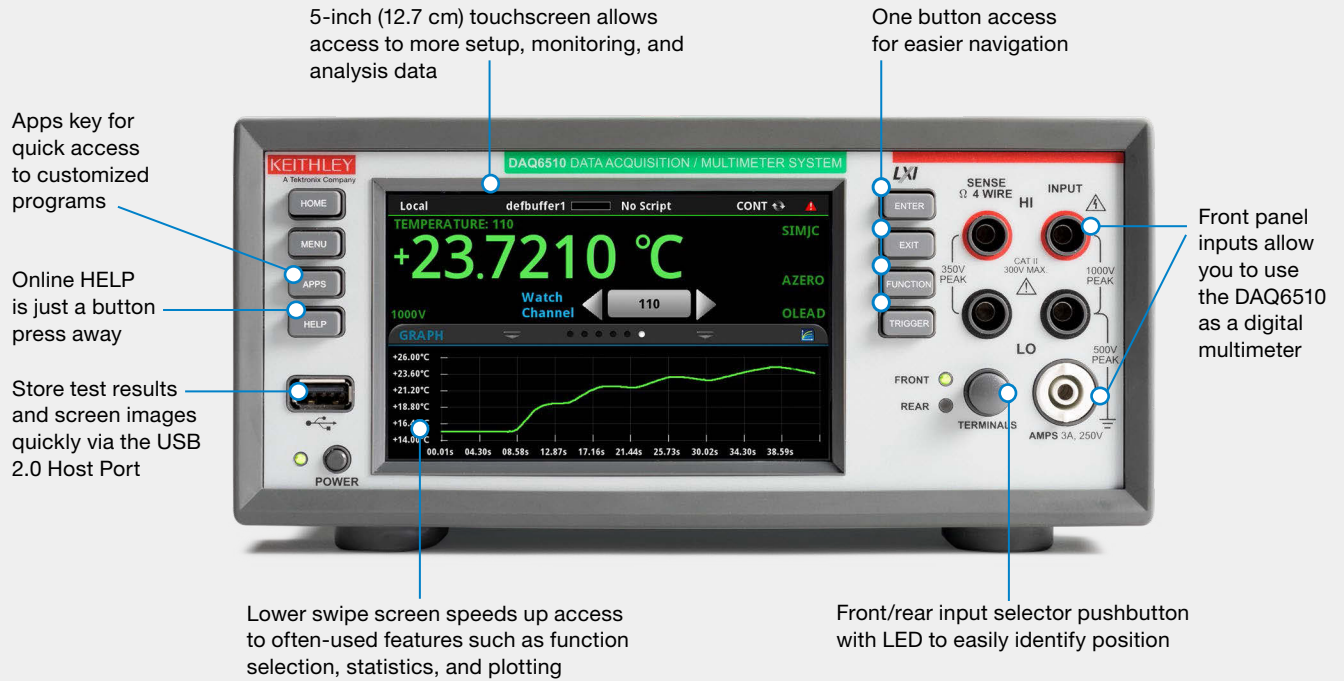 5-inch (12.7 cm) touchscreen allows
access to more setup, monitoring, and
analysis data
One button access
for easier navigation
Apps key for
quick access
to customized
programs
Online HELP
is just a button
press away
Store test results
and screen images
quickly via the USB
2.0 Host Port
KEITHLEY
A Tektronix Company
DAQ6510 DATA ACQUISITION / MULTIMETER SYSTEM
HOME
MENU
APPS
HELP
POWER
Local defbuffer1 No Script CONT
TEMPERATURE: 110
+23.7210 °C
SIMJC
AZERO
Watch
Channel
110
1000V
OLEAD
GRAPH
+26.00°C
+23.60°C
+21.20°C
+18.80°C
+14.00°C
00.01s 04.30s 08.58s 12.87s 17.16s 21.44s 25.73s 30.02s 34.30s 38.59s
LXI
ENTER
EXIT
FUNCTION
TRIGGER
SENSE
Ω 4 WIRE
HI
INPUT
350V
PEAK
CAT II
300V MAX.
1000V
PEAK
LO
500V
PEAK
FRONT
REAR
TERMINALS
AMPS 3A, 250V
Front panel
inputs allow
you to use
the DAQ6510
as a digital
multimeter
Lower swipe screen speeds up access
to often-used features such as function
selection, statistics, and plotting
Front/rear input selector pushbutton
with LED to easily identify position